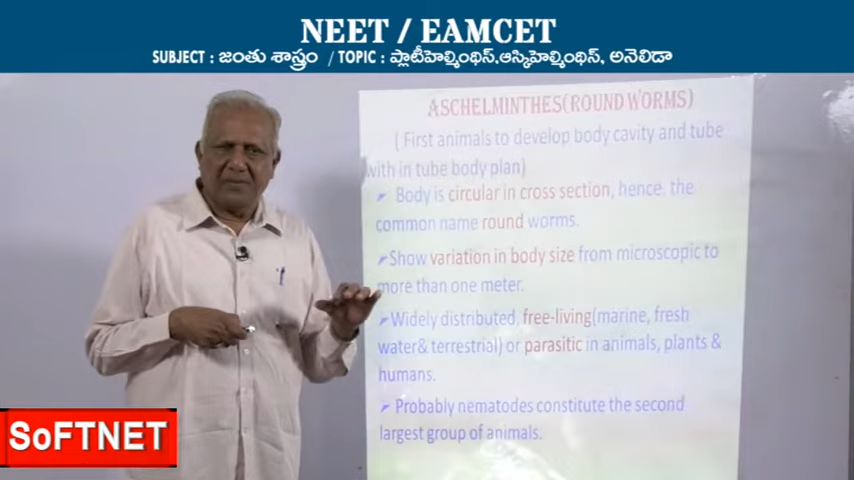 NEET / EAMCET
SUBJECT : జంతు శాస్త్రం / TOPIC : ప్లాటీహెల్మింథిస్,ఆస్కిహెల్మింథిస్, అనెలిడా
ASCHELMINTHES(ROUND WORMS)
( First animals to develop body cavity and tube
with in tube body plan)
➤ Body is circular in cross section, hence. the
common name round worms.
➤Show variation in body size from microscopic to
more than one meter.
➤Widely distributed, free-living(marine, fresh
water& terrestrial) or parasitic in animals, plants &
humans.
➤ Probably nematodes constitute the second
largest group of animals.
SoFTNET